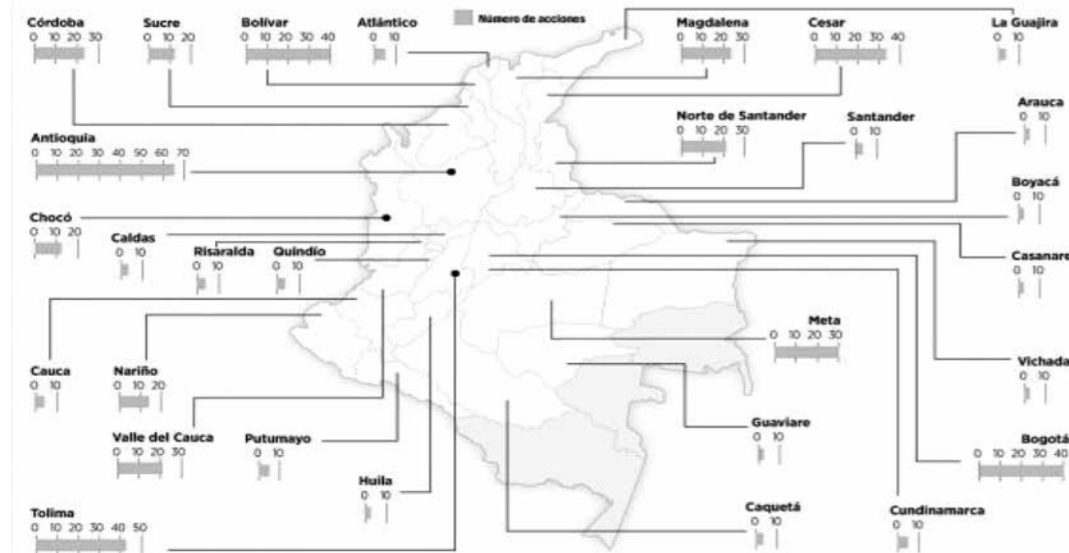 Número de acciones
Córdoba
0 10 20 30
Sucre
0 10 20
Bolívar
0 10 20 30 40
Atlántico
0 10
Magdalena
0 10 20 30
Cesar
0 10 20 30 40
La Guajira
0 10
Antioquia
0 10 20 30 40 50 60 70
Norte de Santander
0 10 20 30
Santander
0 10
Arauca
0 10
Chocó
0 10 20
Caldas
0 10
Risaralda
0 10
Quindío
0 10
Boyacá
0 10
Casanare
0 10
Cauca
0 10
Nariño
0 10 20
Meta
0 10 20 30
Vichada
0 10
Valle del Cauca
0 10 20 30
Putumayo
0 10
Guaviare
0 10
Bogotá
0 10 20 30 40
Huila
0 10
Tolima
0 10 20 30 40 50
Caquetá
0 10
Cundinamarca
0 10